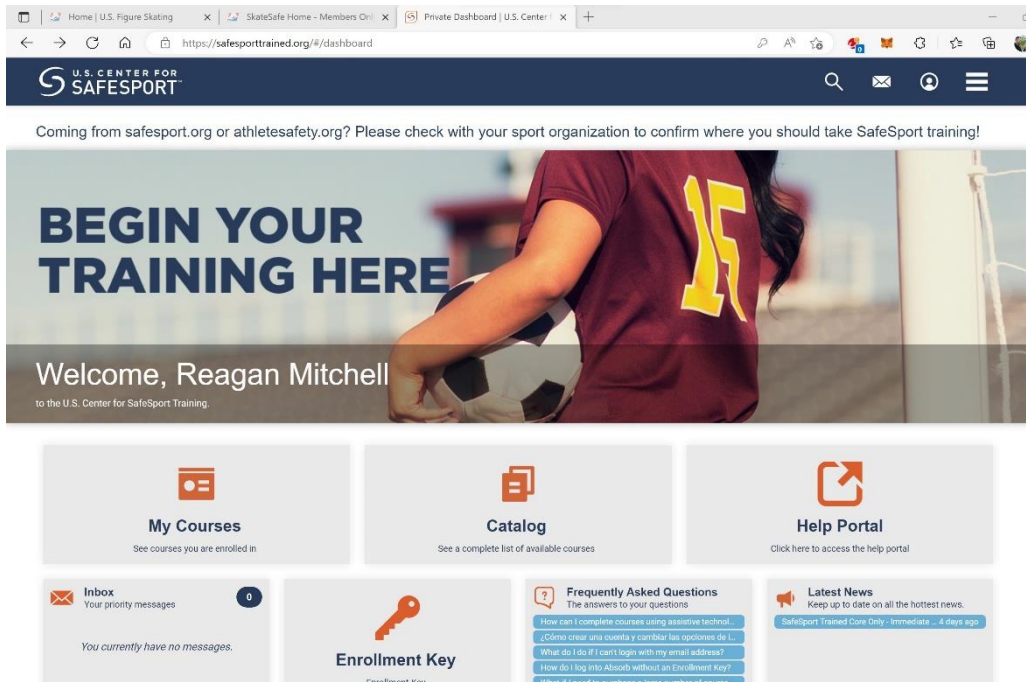 Home | U.S. Figure Skating
SkateSafe Home - Members Onl
Private Dashboard | U.S. Center f
https://safesporttrained.org/#/dashboard
U.S. CENTER FOR
SAFESPORT™
Coming from safesport.org or athletesafety.org? Please check with your sport organization to confirm where you should take SafeSport training!
BEGIN YOUR
TRAINING HERE
15
Welcome, Reagan Mitchell
to the U.S. Center for SafeSport Training.
My Courses
See courses you are enrolled in
Catalog
See a complete list of available courses
Help Portal
Click here to access the help portal
Inbox
Your priority messages
0
You currently have no messages.
Enrollment Key
Enrollment Key
Frequently Asked Questions
The answers to your questions
How can I complete courses using assistive technol...
¿Cómo crear una cuenta y cambiar las opciones de i...
What do I do if I can't login with my email address?
How do I log into Absorb without an Enrollment Key?
Latest News
Keep up to date on all the hottest news.
SafeSport Trained Core Only - Immediate ... 4 days ago